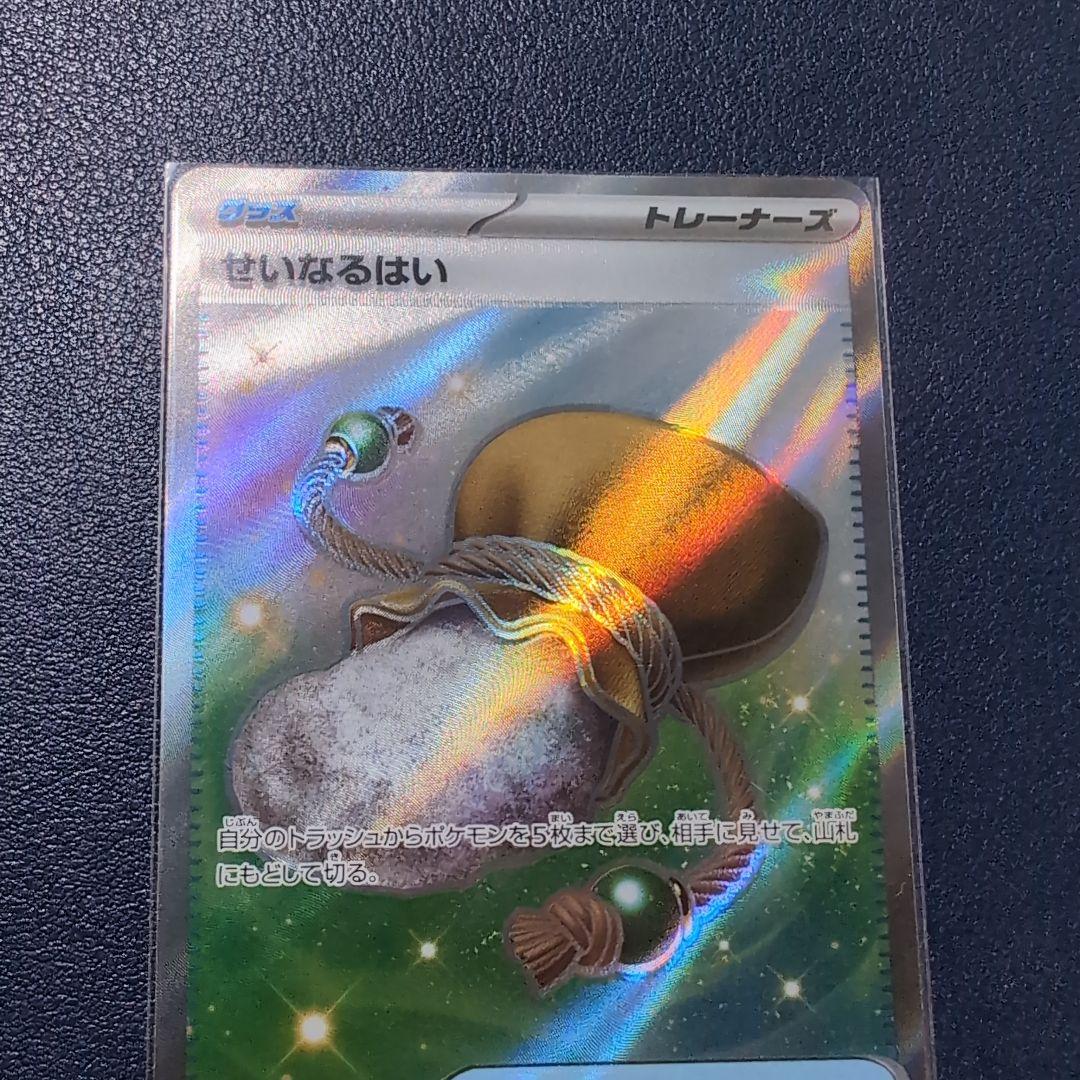 グッズ トレーナーズ
せいなるはい
自分のトラッシュからポケモンを5枚まで選び、相手に見せて、山札
にもどして切る。